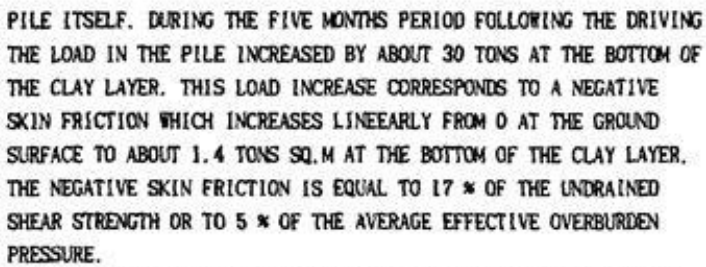 PILE ITSELF. DURING THE FIVE MONTHS PERIOD FOLLOWING THE DRIVING
THE LOAD IN THE PILE INCREASED BY ABOUT 30 TONS AT THE BOTTOM OF
THE CLAY LAYER. THIS LOAD INCREASE CORRESPONDS TO A NEGATIVE
SKIN FRICTION WHICH INCREASES LINEEARLY FROM 0 AT THE GROUND
SURFACE TO ABOUT 1.4 TONS SQ.M AT THE BOTTOM OF THE CLAY LAYER.
THE NEGATIVE SKIN FRICTION IS EQUAL TO 17 % OF THE UNDRAINED
SHEAR STRENGTH OR TO 5 % OF THE AVERAGE EFFECTIVE OVERBURDEN
PRESSURE.